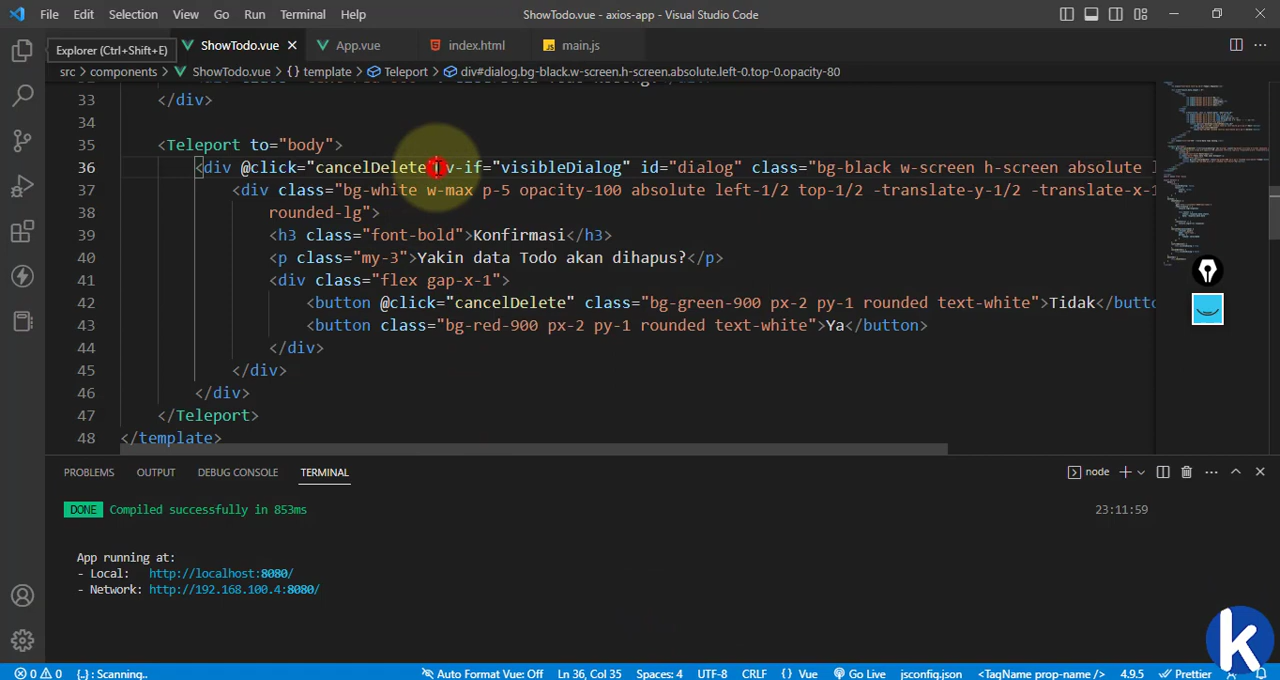 File Edit Selection View Go Run Terminal Help ShowTodo.vue - axios-app - Visual Studio Code
Explorer (Ctrl+Shift+E) ShowTodo.vue App.vue index.html main.js
src > components > ShowTodo.vue > {} template > Teleport > div#dialog.bg-black.w-screen.h-screen.absolute.left-0.top-0.opacity-80
33 </div>
34
35 <Teleport to="body">
36 <div @click="cancelDelete" v-if="visibleDialog" id="dialog" class="bg-black w-screen h-screen absolute
37 <div class="bg-white w-max p-5 opacity-100 absolute left-1/2 top-1/2 -translate-y-1/2 -translate-x-1
38 rounded-lg">
39 <h3 class="font-bold">Konfirmasi</h3>
40 <p class="my-3">Yakin data Todo akan dihapus?</p>
41 <div class="flex gap-x-1">
42 <button @click="cancelDelete" class="bg-green-900 px-2 py-1 rounded text-white">Tidak</butto
43 <button class="bg-red-900 px-2 py-1 rounded text-white">Ya</button>
44 </div>
45 </div>
46 </div>
47 </Teleport>
48 </template>
PROBLEMS OUTPUT DEBUG CONSOLE TERMINAL node
DONE Compiled successfully in 853ms 23:11:59
App running at:
- Local: http://localhost:8080/
- Network: http://192.168.100.4:8080/
k
0 0 {..} : Scanning.. Auto Format Vue: Off Ln 36, Col 35 Spaces: 4 UTF-8 CRLF {} Vue Go Live jsconfig.json <TagName prop-name /> 4.9.5 Prettier